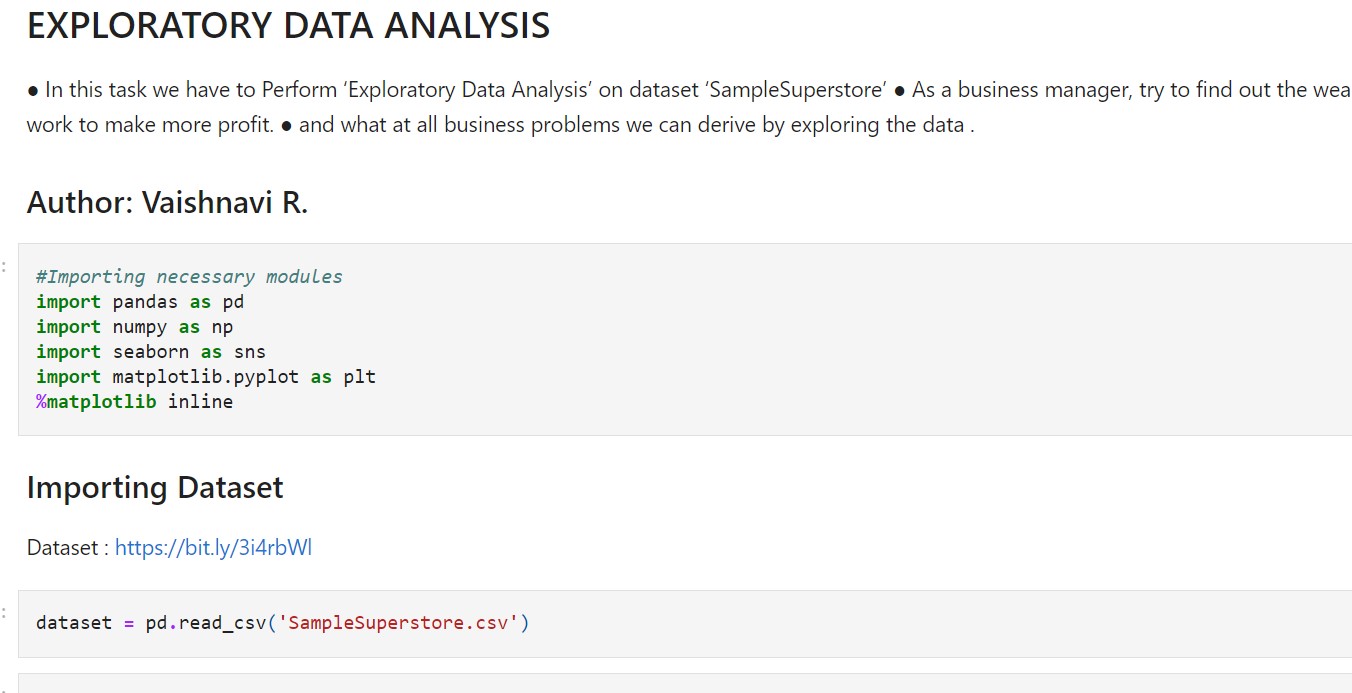 EXPLORATORY DATA ANALYSIS
● In this task we have to Perform ‘Exploratory Data Analysis’ on dataset ‘SampleSuperstore’ ● As a business manager, try to find out the
work to make more profit. ● and what at all business problems we can derive by exploring the data .
Author: Vaishnavi R.
#Importing necessary modules
import pandas as pd
import numpy as np
import seaborn as sns
import matplotlib.pyplot as plt
%matplotlib inline
Importing Dataset
Dataset : https://bit.ly/3i4rbWl
dataset = pd.read_csv('SampleSuperstore.csv')